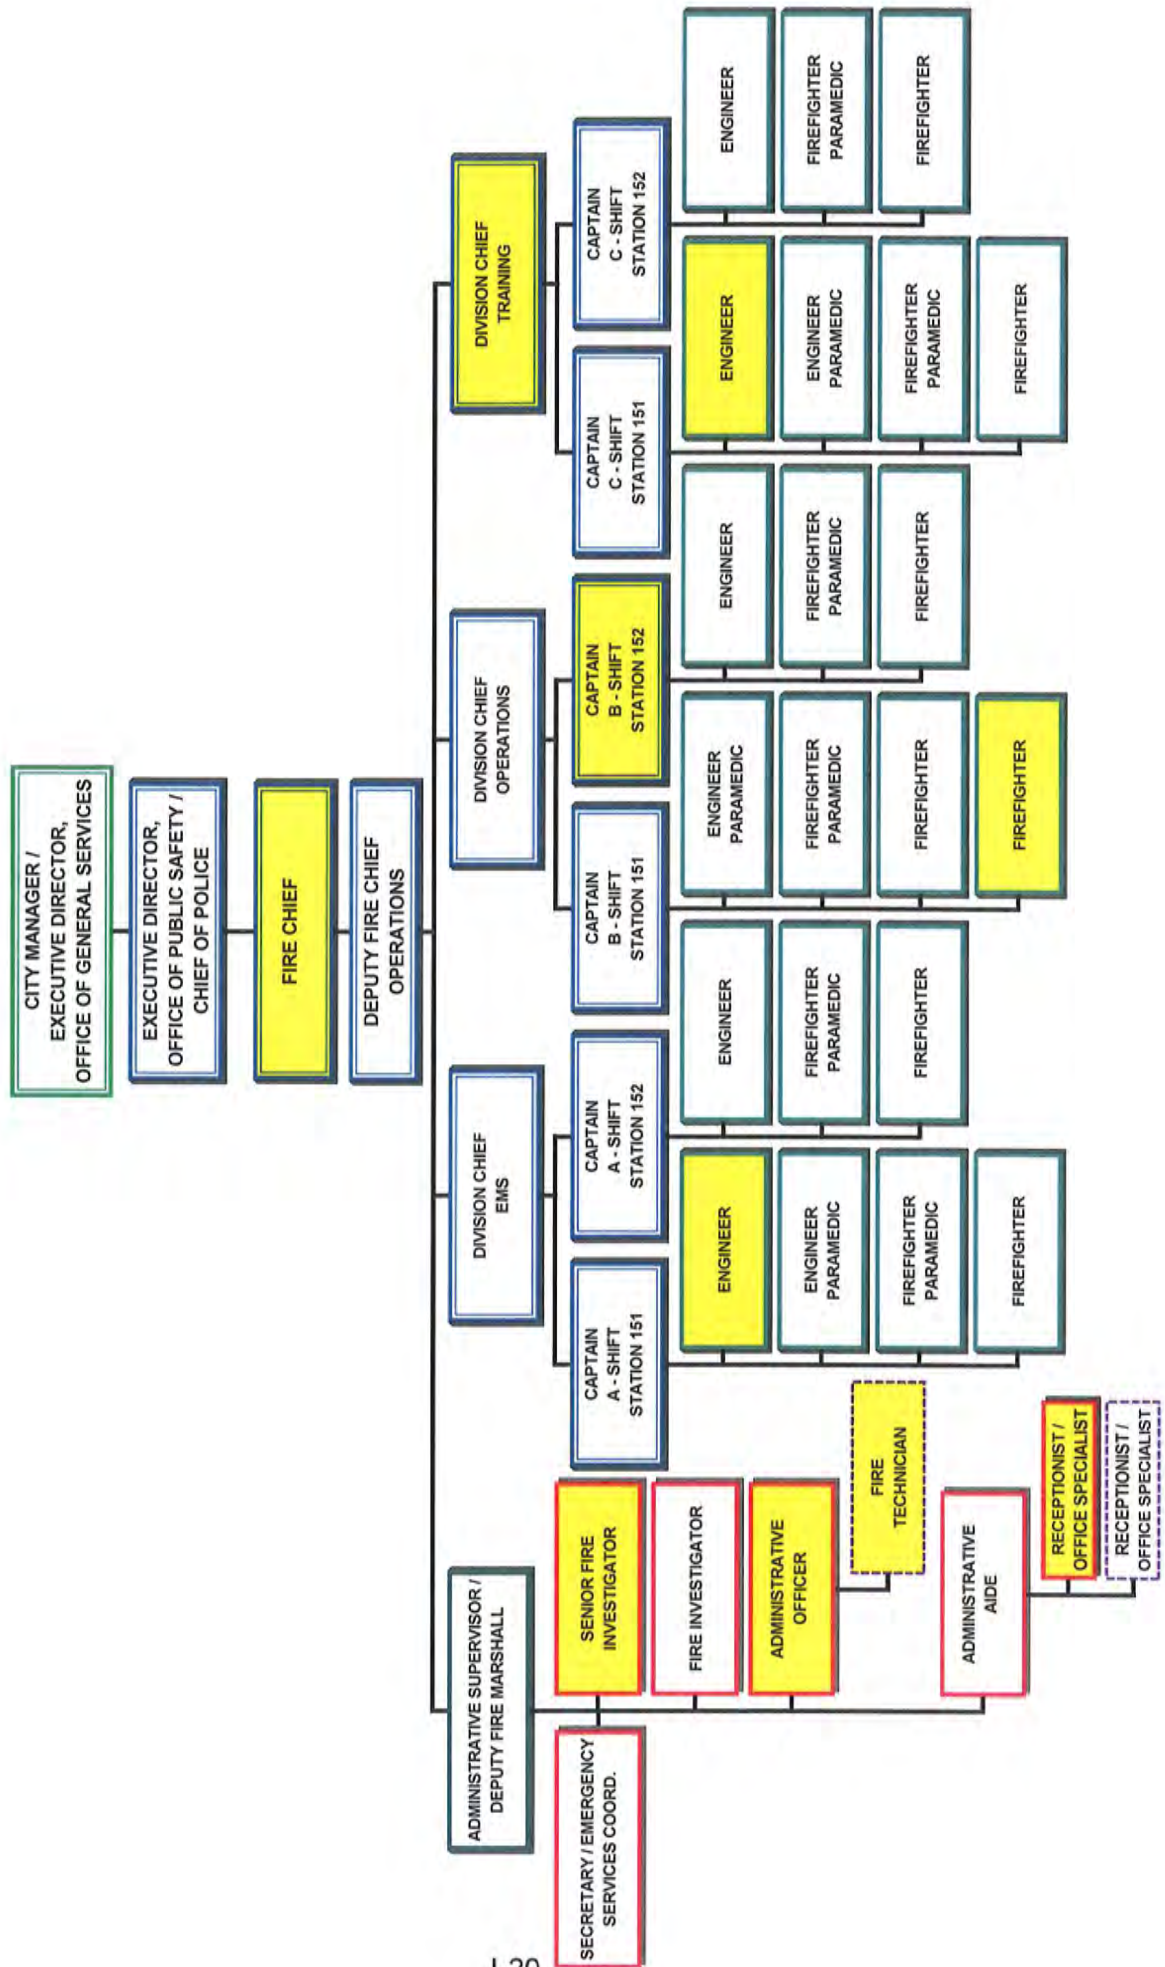 CITY MANAGER /
EXECUTIVE DIRECTOR,
OFFICE OF GENERAL SERVICES
EXECUTIVE DIRECTOR,
OFFICE OF PUBLIC SAFETY /
CHIEF OF POLICE
FIRE CHIEF
DEPUTY FIRE CHIEF
OPERATIONS
ADMINISTRATIVE SUPERVISOR /
DEPUTY FIRE MARSHALL
SECRETARY / EMERGENCY
SERVICES COORD.
SENIOR FIRE
INVESTIGATOR
FIRE INVESTIGATOR
ADMINISTRATIVE
OFFICER
FIRE
TECHNICIAN
ADMINISTRATIVE
AIDE
RECEPTIONIST /
OFFICE SPECIALIST
RECEPTIONIST /
OFFICE SPECIALIST
DIVISION CHIEF
EMS
CAPTAIN
A - SHIFT
STATION 151
ENGINEER
ENGINEER
PARAMEDIC
FIREFIGHTER
PARAMEDIC
FIREFIGHTER
CAPTAIN
A - SHIFT
STATION 152
ENGINEER
FIREFIGHTER
PARAMEDIC
FIREFIGHTER
DIVISION CHIEF
OPERATIONS
CAPTAIN
B - SHIFT
STATION 151
ENGINEER
PARAMEDIC
FIREFIGHTER
PARAMEDIC
FIREFIGHTER
FIREFIGHTER
CAPTAIN
B - SHIFT
STATION 152
ENGINEER
FIREFIGHTER
PARAMEDIC
FIREFIGHTER
DIVISION CHIEF
TRAINING
CAPTAIN
C - SHIFT
STATION 151
ENGINEER
ENGINEER
PARAMEDIC
FIREFIGHTER
PARAMEDIC
FIREFIGHTER
CAPTAIN
C - SHIFT
STATION 152
ENGINEER
FIREFIGHTER
PARAMEDIC
FIREFIGHTER